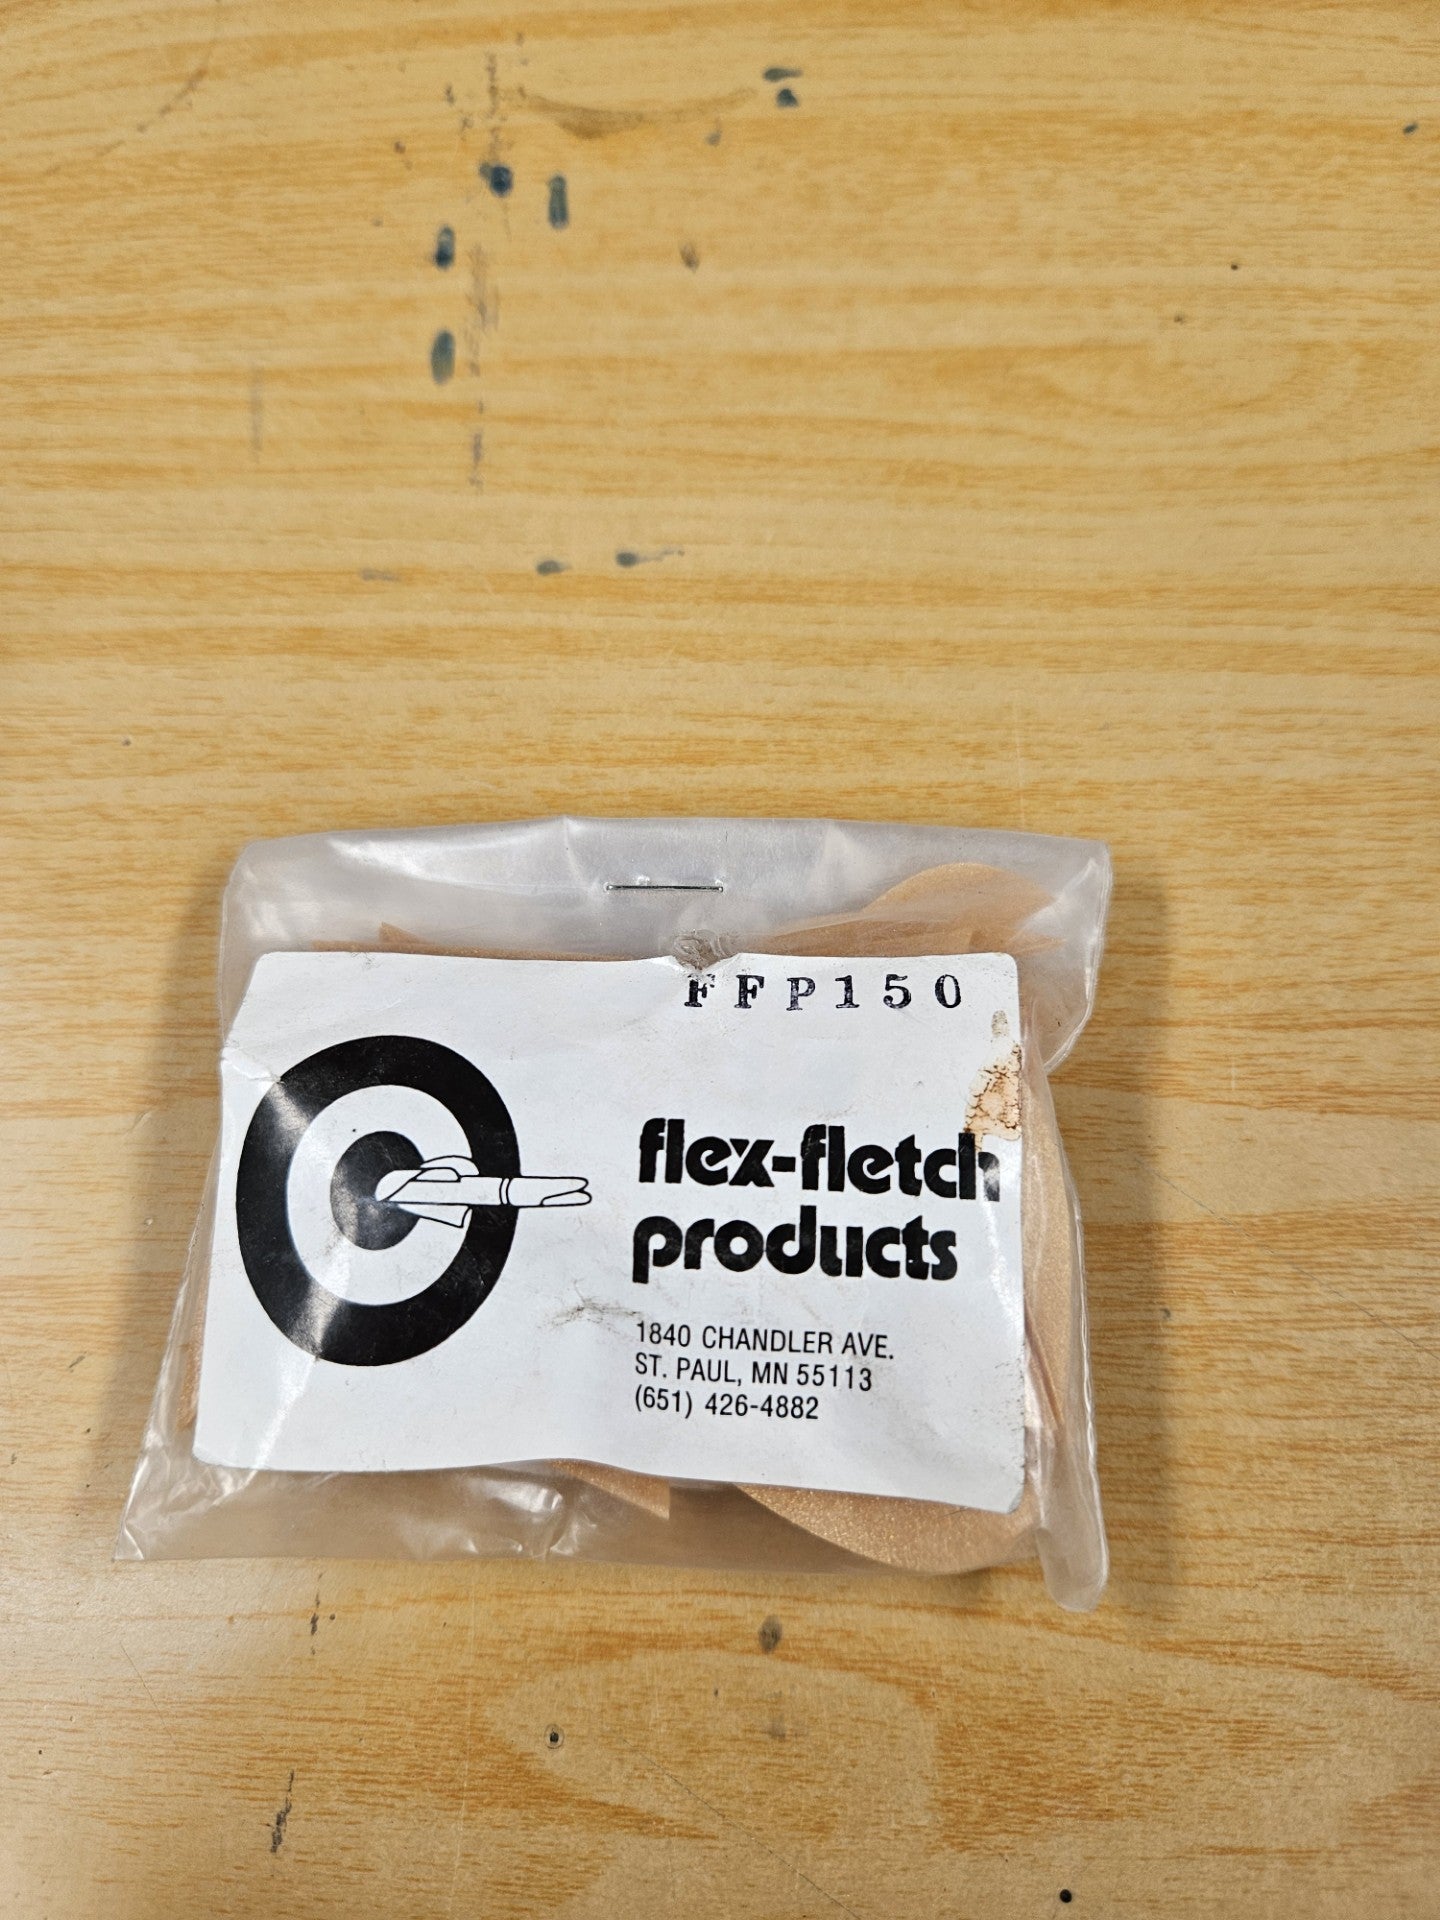 FFP150
flex-fletch
products
1840 CHANDLER AVE.
ST. PAUL, MN 55113
(651) 426-4882